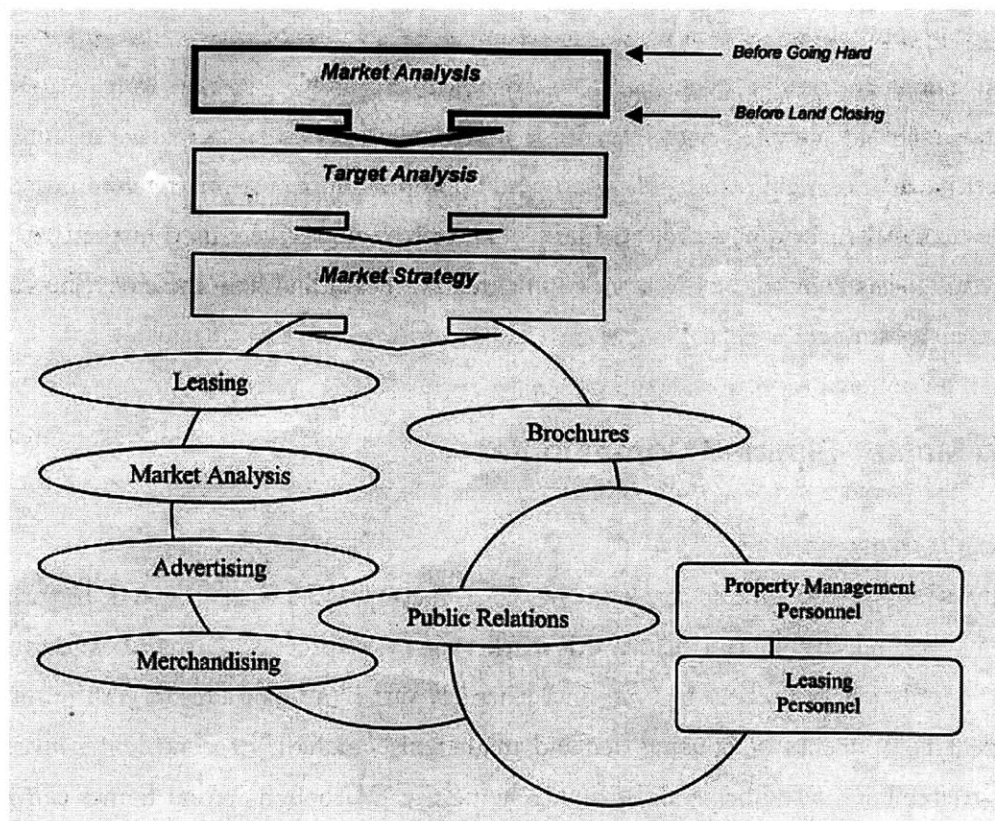 Market Analysis
Before Going Hard
Before Land Closing
Target Analysis
Market Strategy
Leasing
Brochures
Market Analysis
Advertising
Property Management
Personnel
Public Relations
Merchandising
Leasing
Personnel